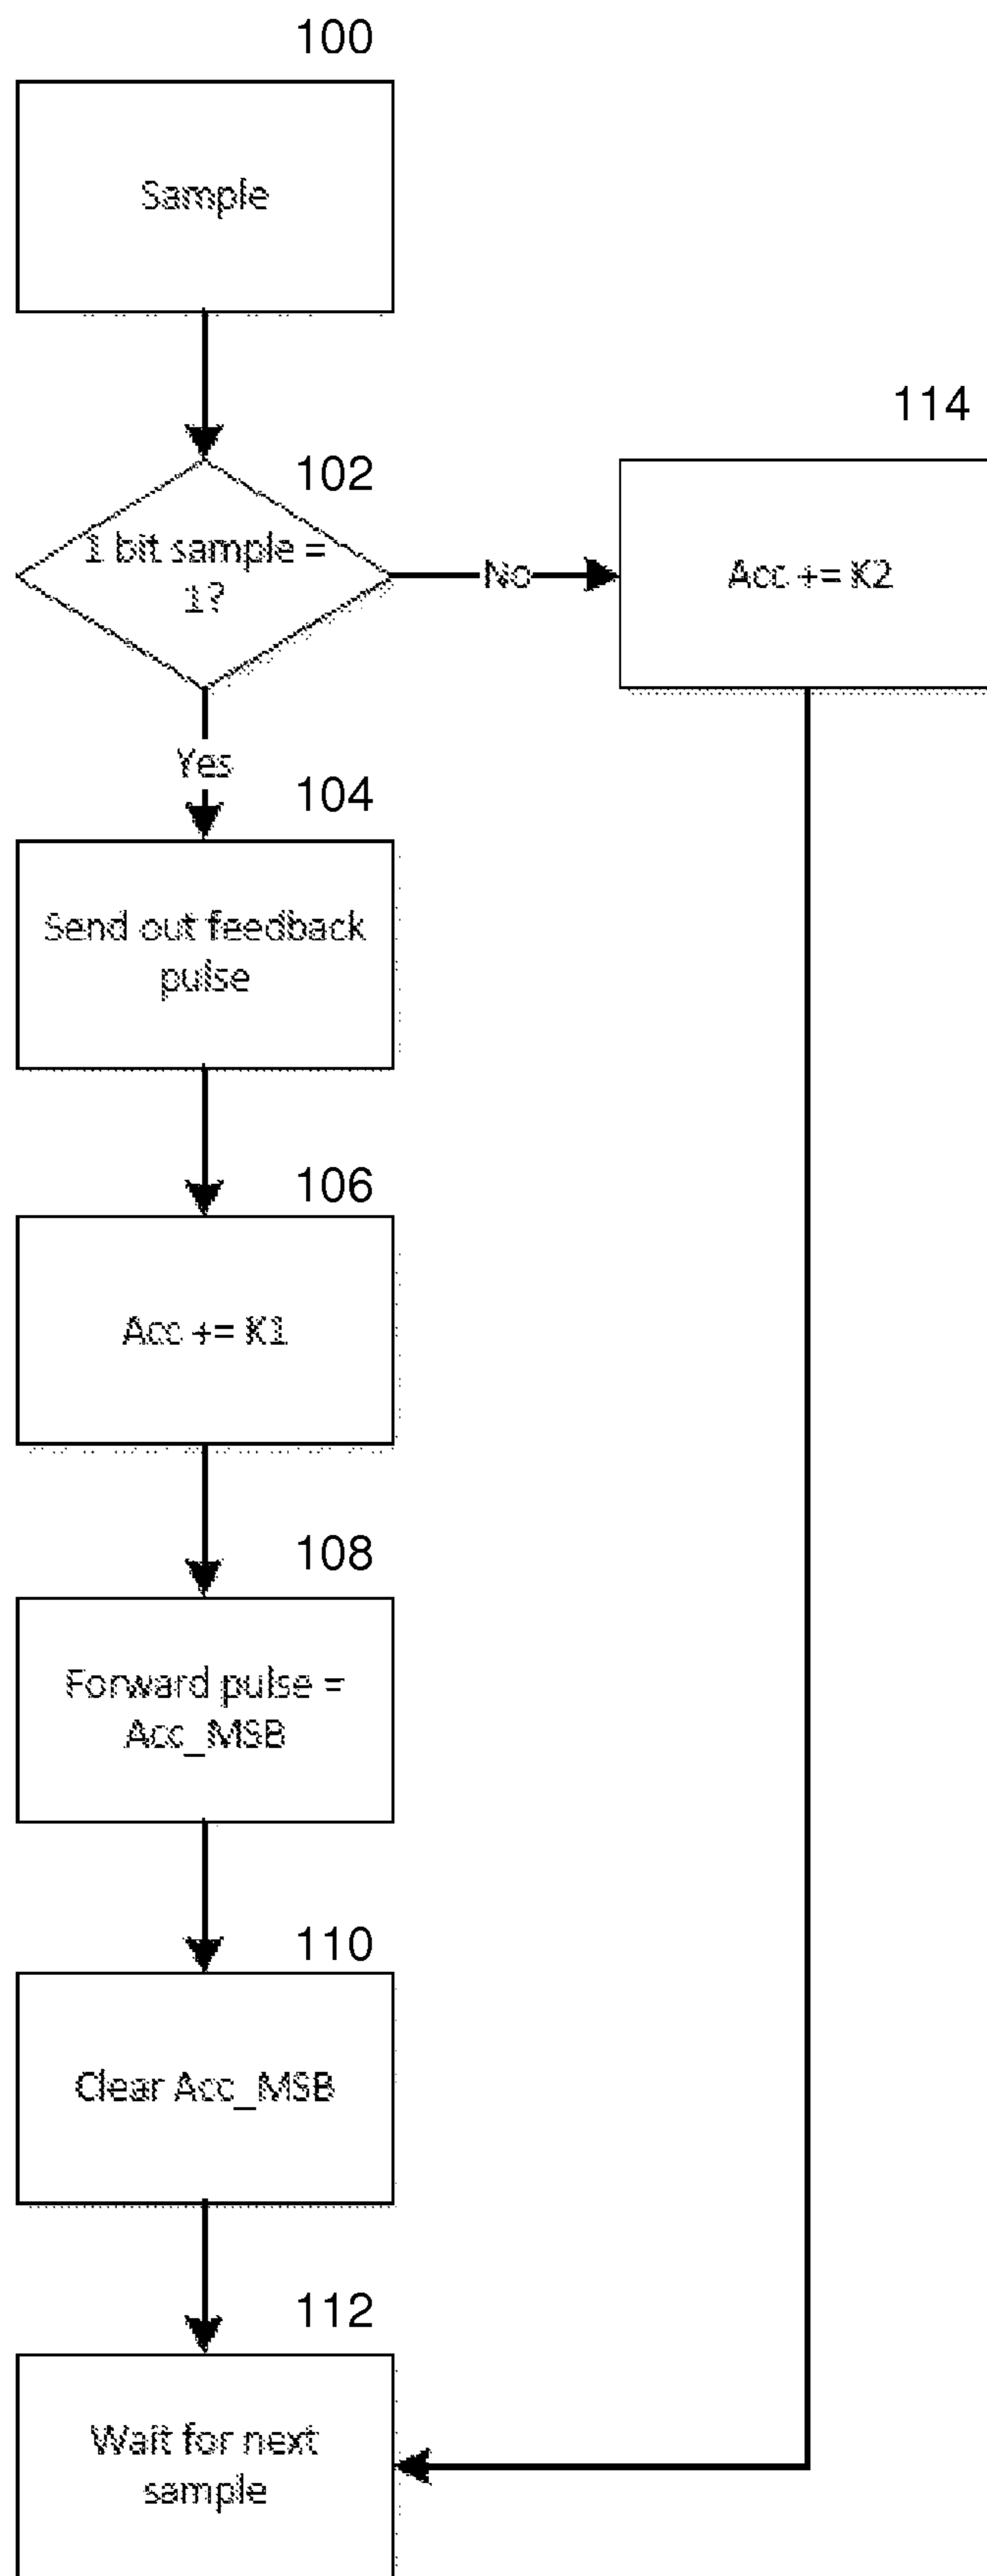 100
Sample
102
1 bit sample =
1?
No
114
Acc += K2
Yes
104
Send out feedback
pulse
106
Acc += K1
108
Forward pulse =
Acc_MSB
110
Clear Acc_MSB
112
Wait for next
sample